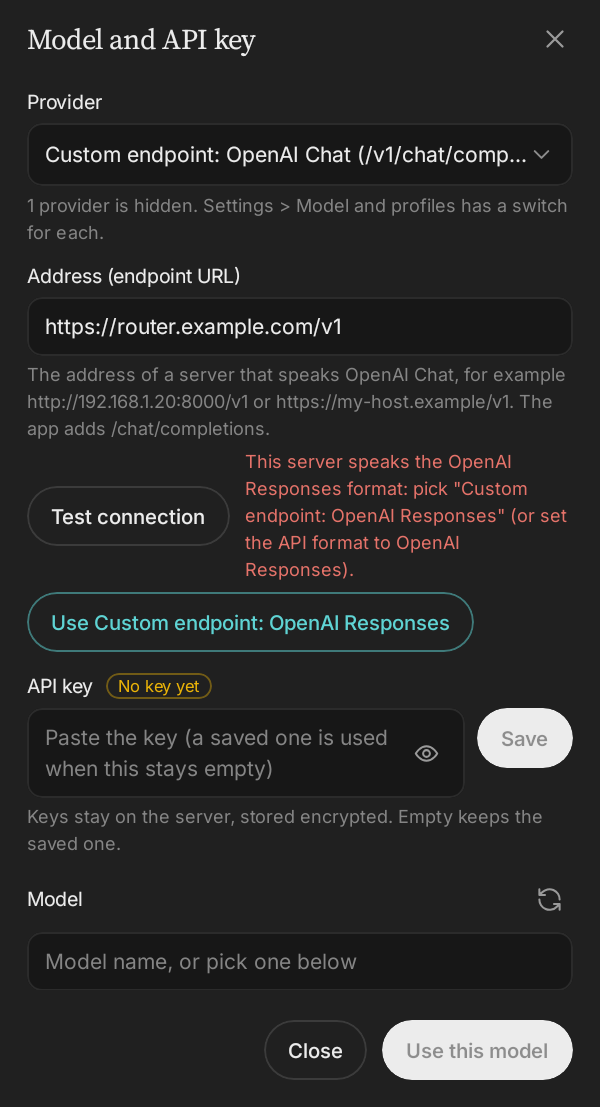 Model and API key
Provider
Custom endpoint: OpenAI Chat (/v1/chat/comp...
1 provider is hidden. Settings > Model and profiles has a switch
for each.
Address (endpoint URL)
https://router.example.com/v1
The address of a server that speaks OpenAI Chat, for example
http://192.168.1.20:8000/v1 or https://my-host.example/v1. The
app adds /chat/completions.
Test connection
This server speaks the OpenAI
Responses format: pick "Custom
endpoint: OpenAI Responses" (or set
the API format to OpenAI
Responses).
Use Custom endpoint: OpenAI Responses
API key No key yet
Paste the key (a saved one is used
when this stays empty)
Save
Keys stay on the server, stored encrypted. Empty keeps the
saved one.
Model
Model name, or pick one below
Close Use this model